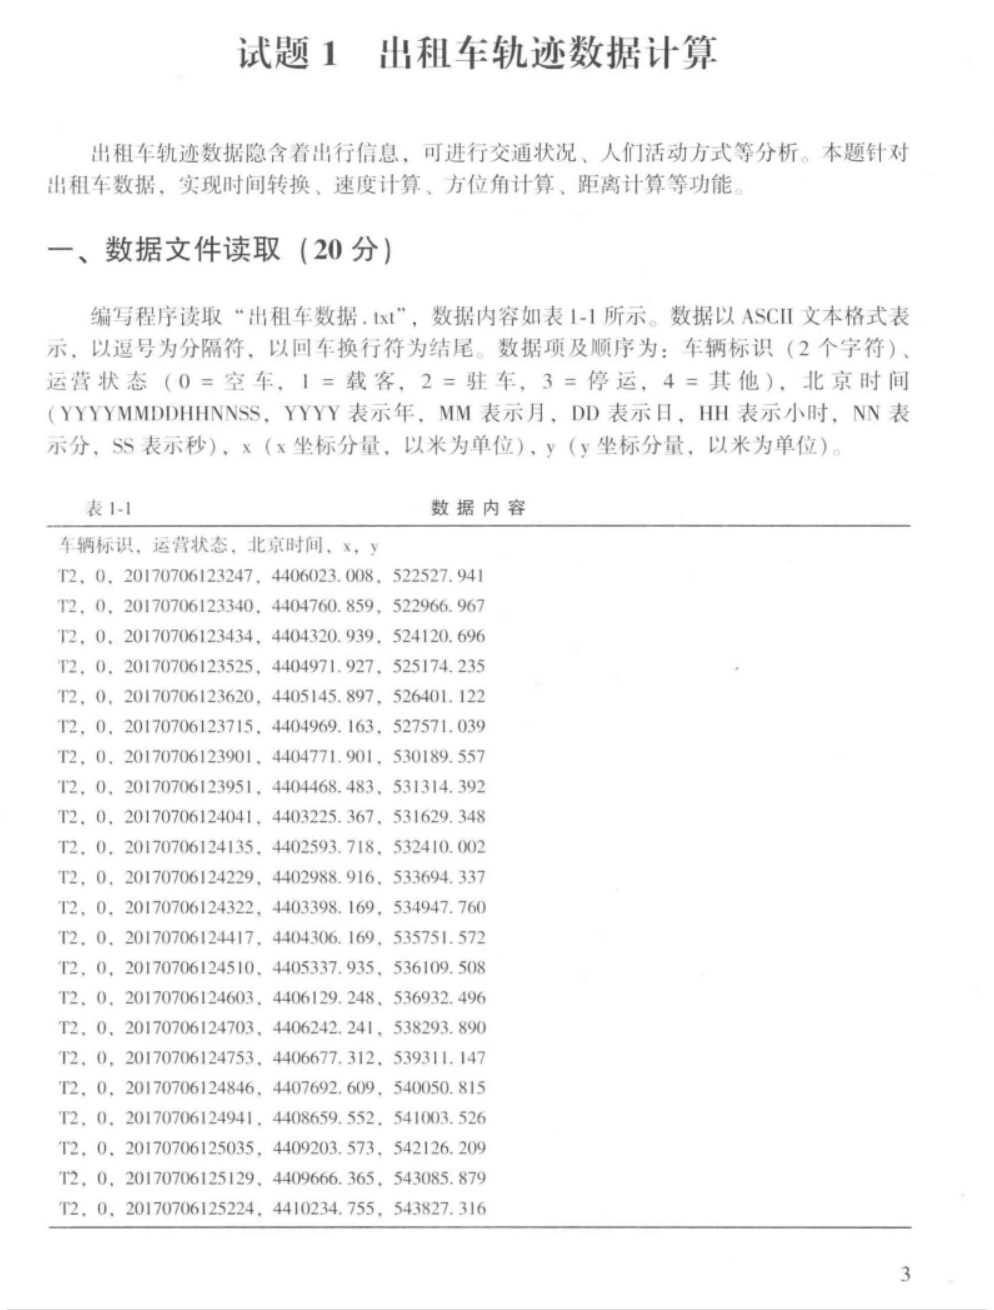 试题 1 出租车轨迹数据计算
出租车轨迹数据隐含着出行信息，可进行交通状况、人们活动方式等分析。本题针对
出租车数据，实现时间转换、速度计算、方位角计算、距离计算等功能。
一、数据文件读取（20 分）
编写程序读取“出租车数据.txt”，数据内容如表 1-1 所示。数据以 ASCII 文本格式表
示，以逗号为分隔符，以回车换行符为结尾。数据项及顺序为：车辆标识（2 个字符）、
运营状态（0 = 空车，1 = 载客，2 = 驻车，3 = 停运，4 = 其他），北京时间
(YYYYMMDDHHNNSS，YYYY 表示年，MM 表示月，DD 表示日，HH 表示小时，NN 表
示分，SS 表示秒)，x（x 坐标分量，以米为单位），y（y 坐标分量，以米为单位）。
表 1-1 数据内容
车辆标识，运营状态，北京时间，x，y
T2，0，20170706123247，4406023.008，522527.941
T2，0，20170706123340，4404760.859，522966.967
T2，0，20170706123434，4404320.939，524120.696
T2，0，20170706123525，4404971.927，525174.235
T2，0，20170706123620，4405145.897，526401.122
T2，0，20170706123715，4404969.163，527571.039
T2，0，20170706123901，4404771.901，530189.557
T2，0，20170706123951，4404468.483，531314.392
T2，0，20170706124041，4403225.367，531629.348
T2，0，20170706124135，4402593.718，532410.002
T2，0，20170706124229，4402988.916，533694.337
T2，0，20170706124322，4403398.169，534947.760
T2，0，20170706124417，4404306.169，535751.572
T2，0，20170706124510，4405337.935，536109.508
T2，0，20170706124603，4406129.248，536932.496
T2，0，20170706124703，4406242.241，538293.890
T2，0，20170706124753，4406677.312，539311.147
T2，0，20170706124846，4407692.609，540050.815
T2，0，20170706124941，4408659.552，541003.526
T2，0，20170706125035，4409203.573，542126.209
T2，0，20170706125129，4409666.365，543085.879
T2，0，20170706125224，4410234.755，543827.316
3